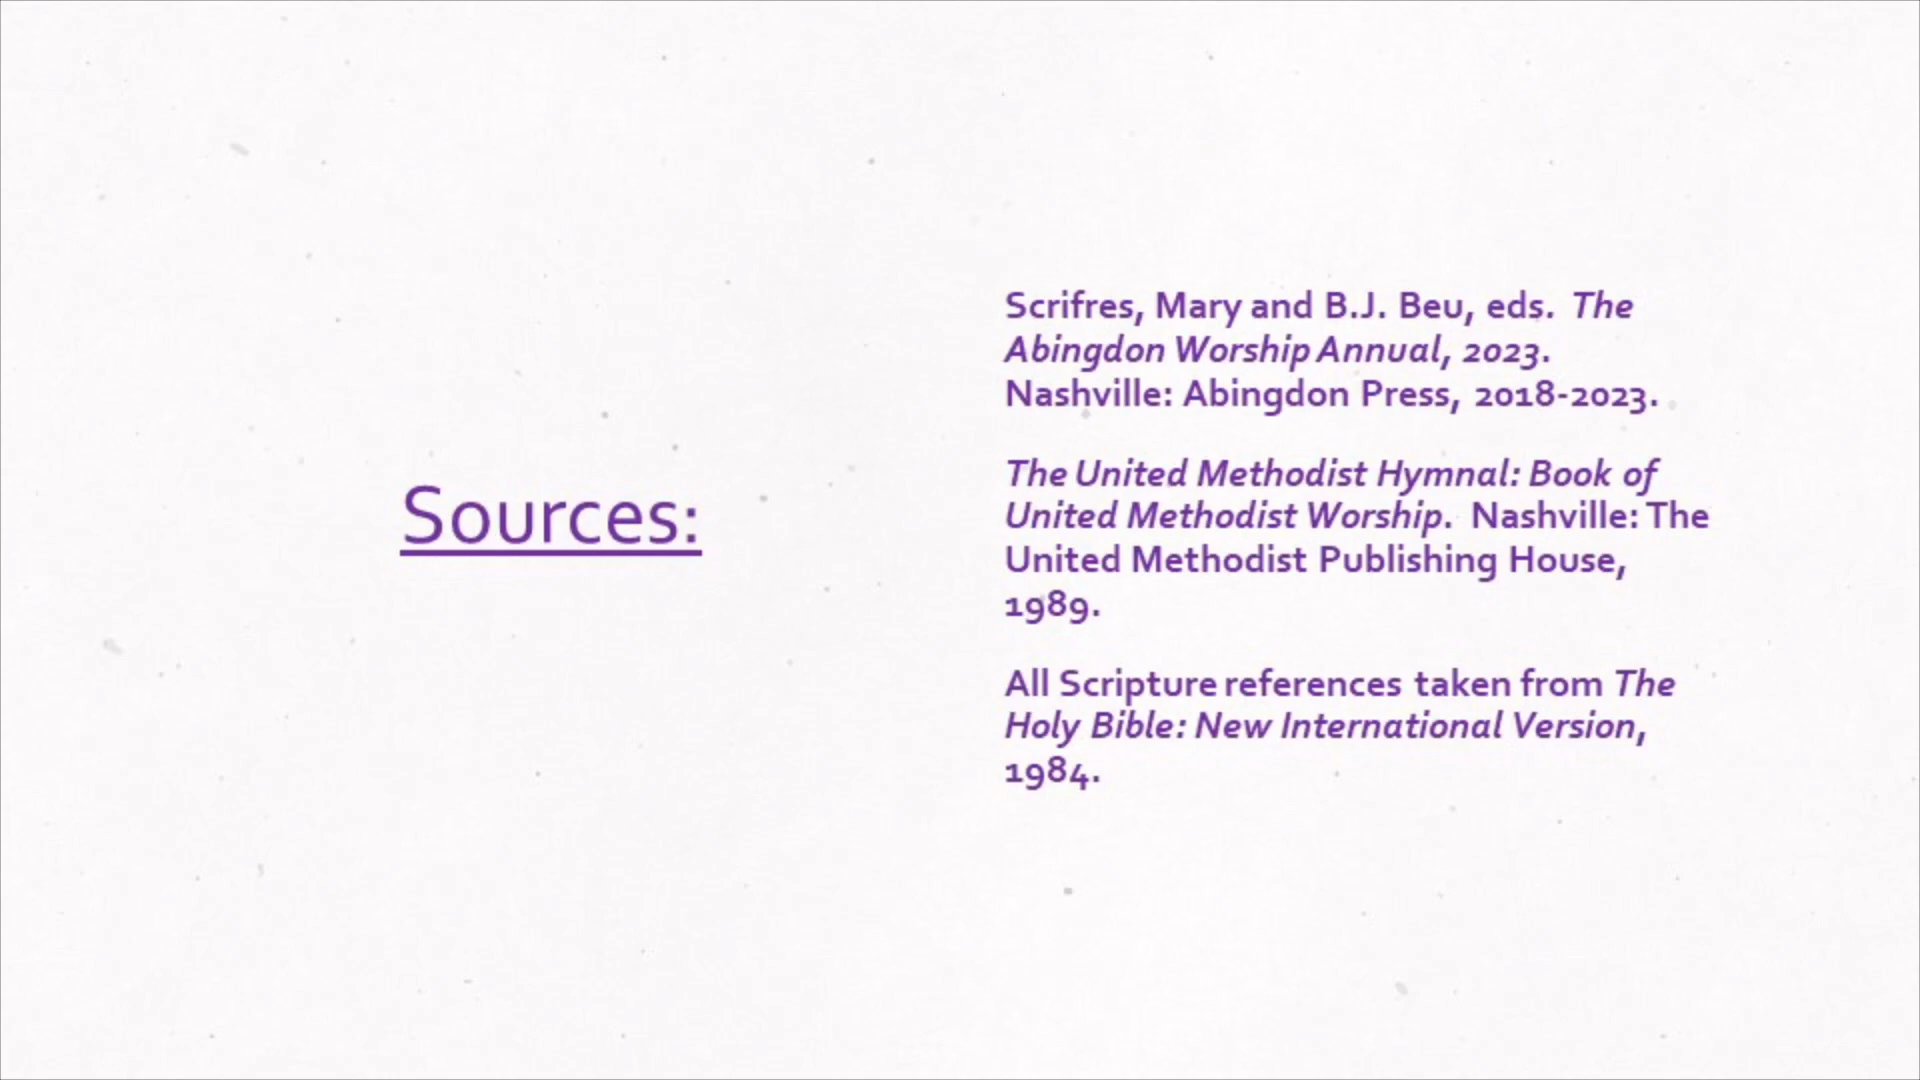 Sources:
Scrifres, Mary and B.J. Beu, eds. The
Abingdon Worship Annual, 2023.
Nashville: Abingdon Press, 2018-2023.
The United Methodist Hymnal: Book of
United Methodist Worship. Nashville: The
United Methodist Publishing House,
1989.
All Scripture references taken from The
Holy Bible: New International Version,
1984.